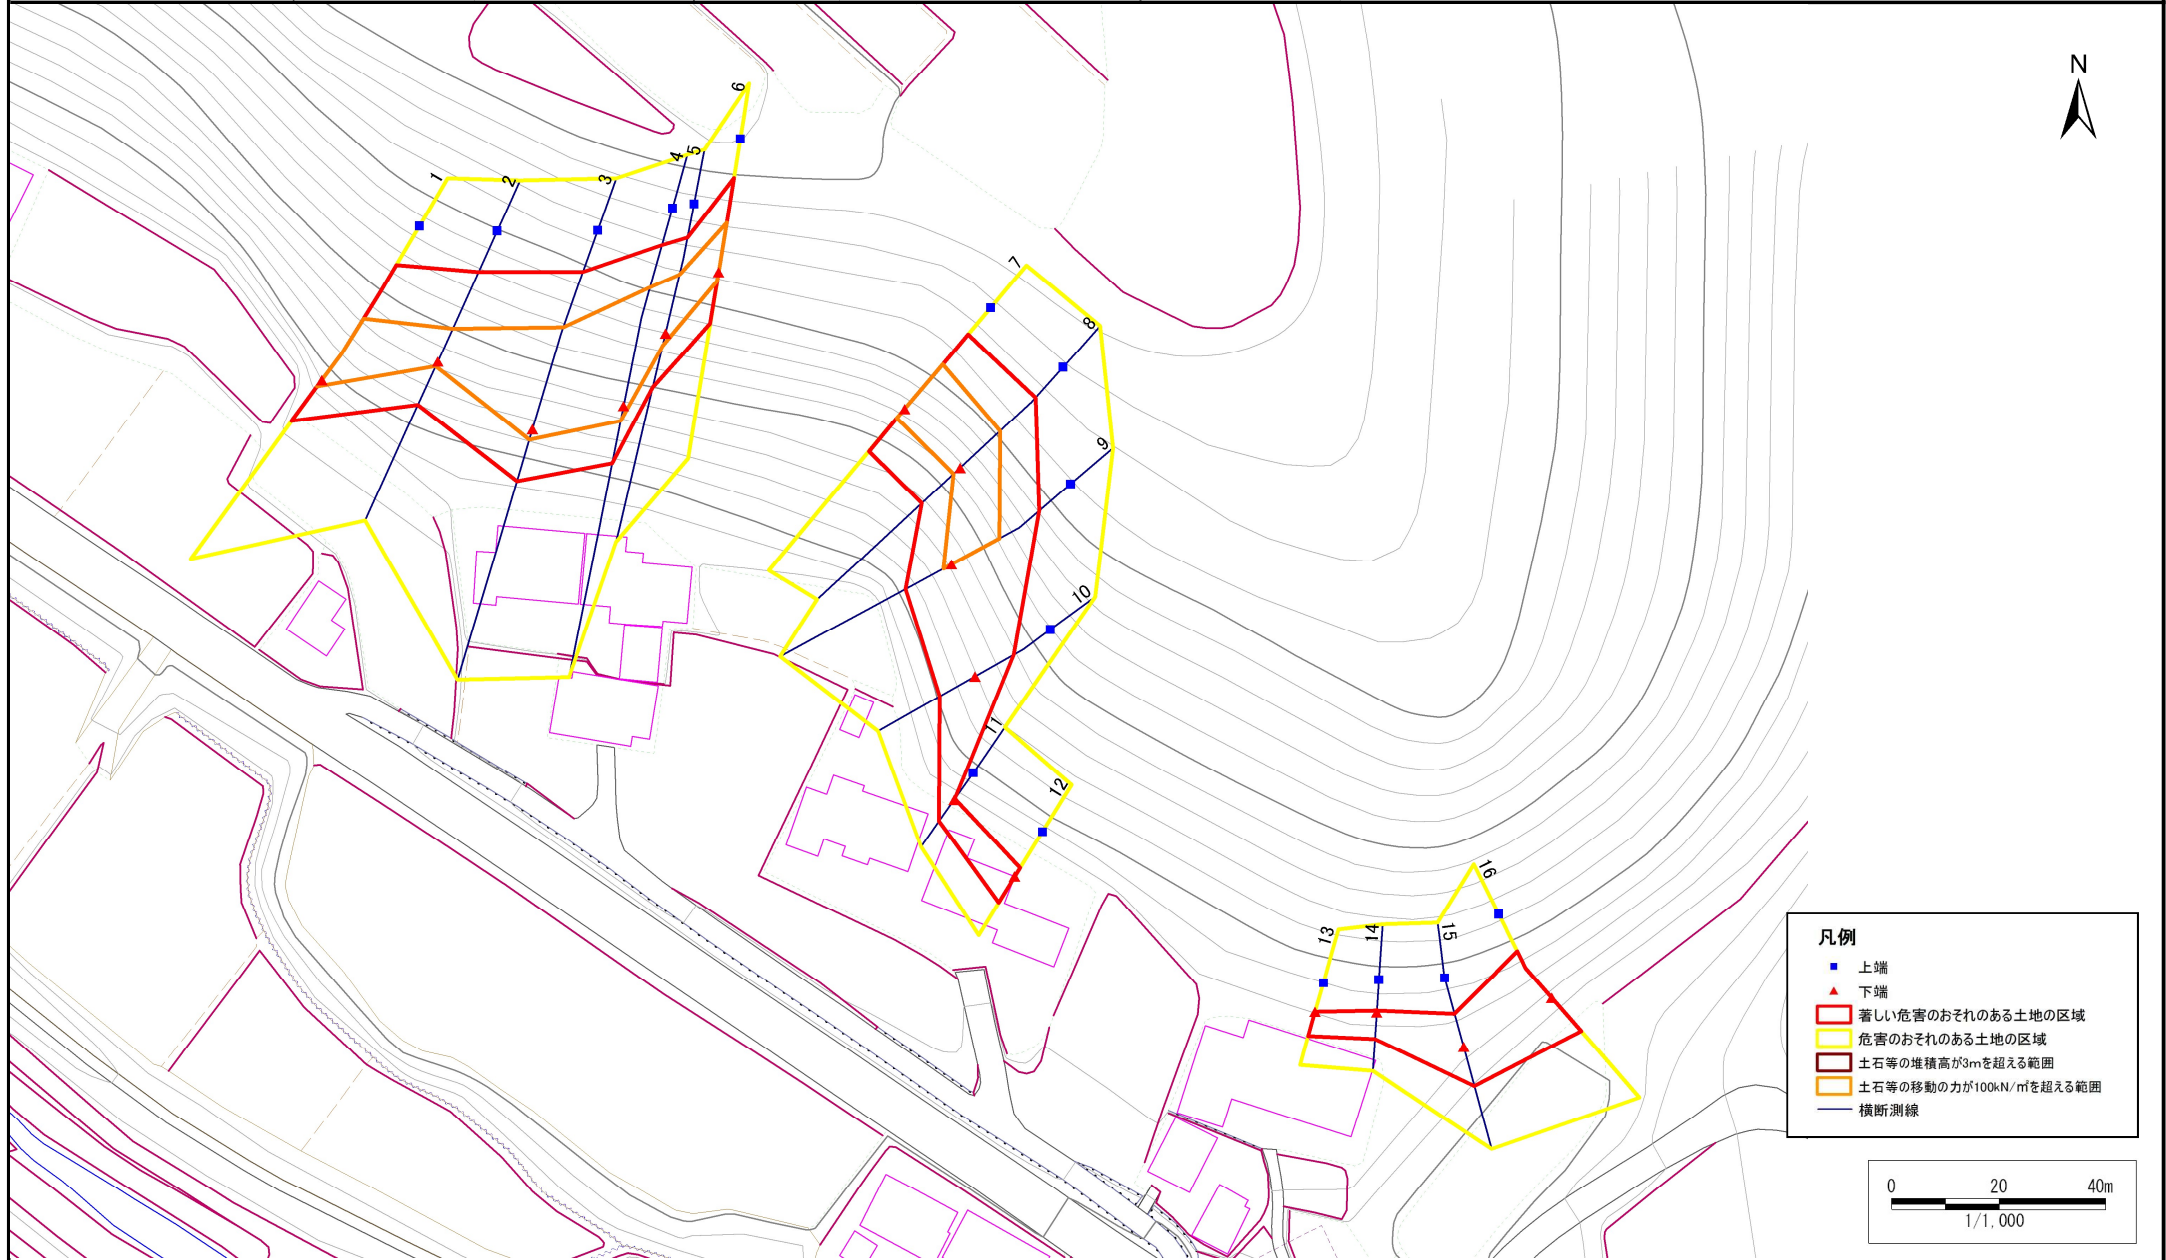 N
6
4 5
1 2 3
7
8
9
10
11
12
16
13 14 15
凡例
上端
下端
著しい危害のおそれのある土地の区域
危害のおそれのある土地の区域
土石等の堆積高が3mを超える範囲
土石等の移動の力が100kN/㎡を超える範囲
横断測線
0 20 40m
1/1,000